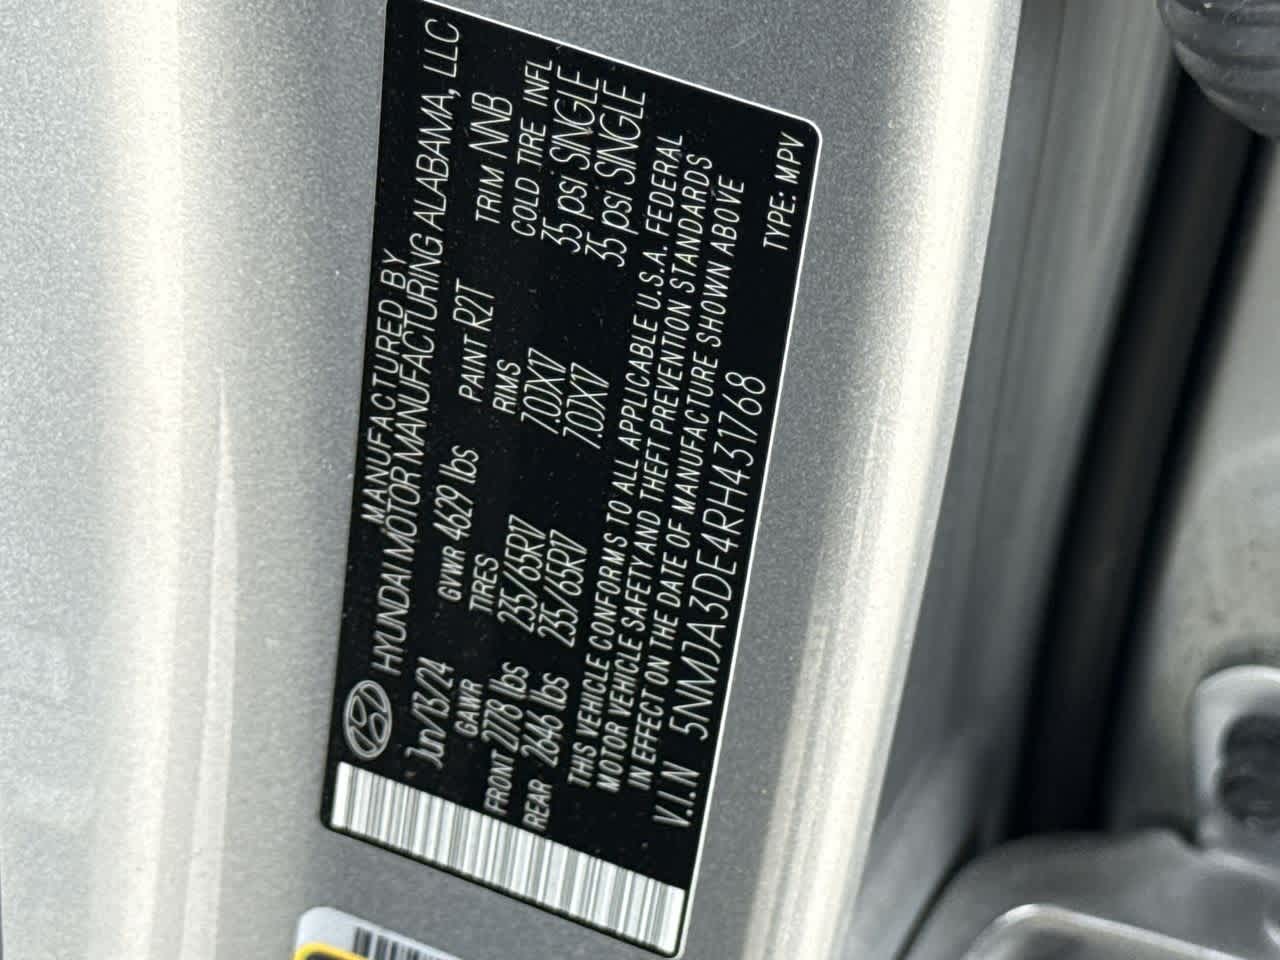 MANUFACTURED BY
HYUNDAI MOTOR MANUFACTURING ALABAMA, LLC
Jun/13/24 GVWR 4629 lbs PAINT R2T TRIM NNB
GAWR TIRES RIMS COLD TIRE INFL
FRONT 2778 lbs 235/65R17 7.0JX17 35 psi SINGLE
REAR 2646 lbs 235/65R17 7.0JX17 35 psi SINGLE
THIS VEHICLE CONFORMS TO ALL APPLICABLE U.S.A. FEDERAL
MOTOR VEHICLE SAFETY AND THEFT PREVENTION STANDARDS
IN EFFECT ON THE DATE OF MANUFACTURE SHOWN ABOVE
V.I.N 5NMJA3DE4RH431768 TYPE: MPV